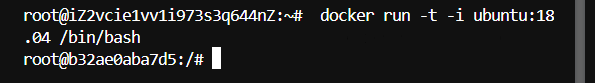 root@iZ2vcie1vv1i973s3q644nZ:~#  docker run -t -i ubuntu:18
.04 /bin/bash
root@b32ae0aba7d5:/#